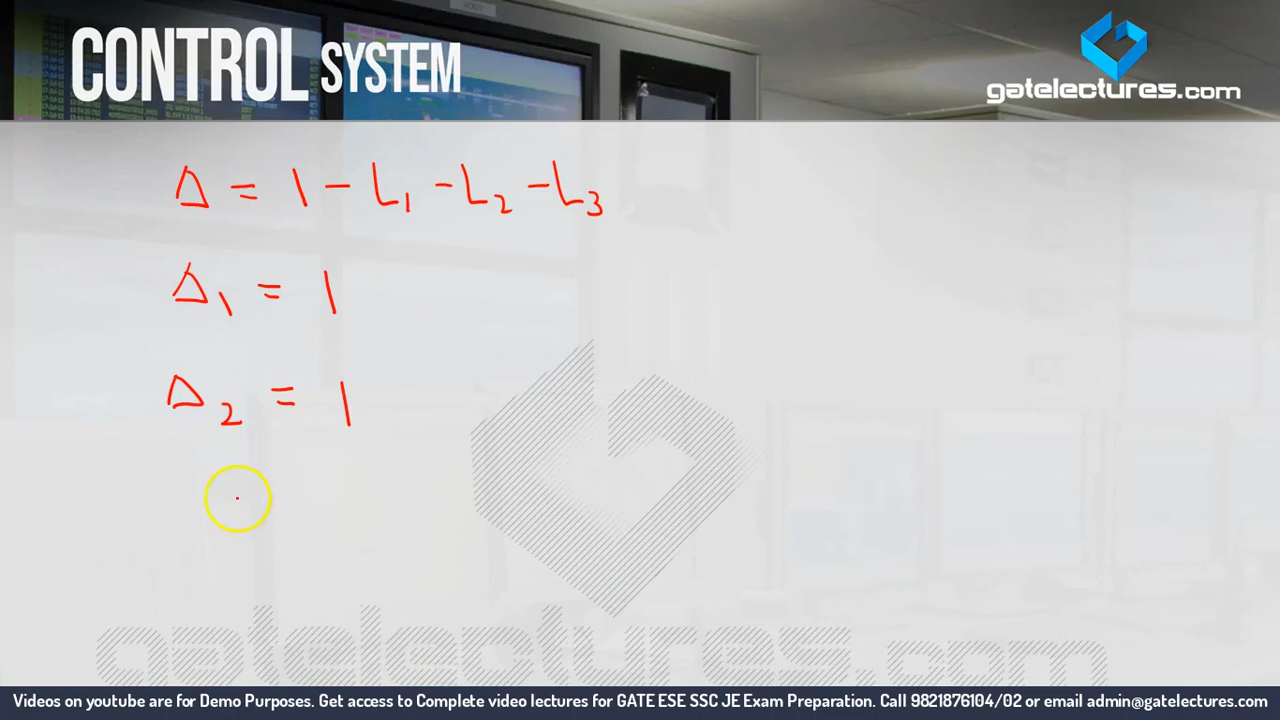 CONTROL SYSTEM
gatelectures.com
Δ = 1 - L₁ - L₂ - L₃
Δ₁ = 1
Δ₂ = 1
gatelectures.com
Videos on youtube are for Demo Purposes. Get access to Complete video lectures for GATE ESE SSC JE Exam Preparation. Call 9821876104/02 or email admin@gatelectures.com